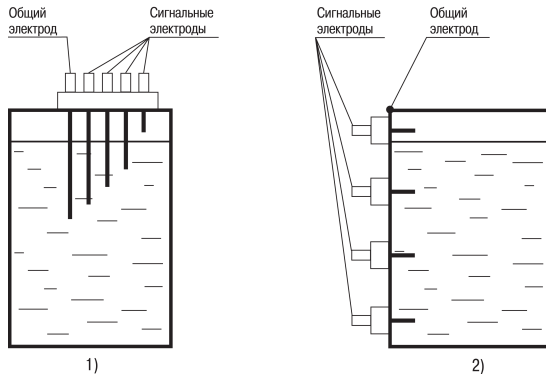 Общий
электрод
Сигнальные
электроды
Сигнальные
электроды
Общий
электрод
1)
2)